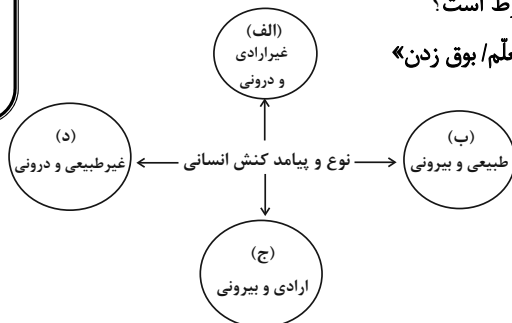 ط است؟
علّم/ بوق زدن»
(الف)
غیرارادی
و درونی
(ب)
طبیعی و بیرونی
نوع و پیامد کنش انسانی
(د)
غیرطبیعی و درونی
(ج)
ارادی و بیرونی